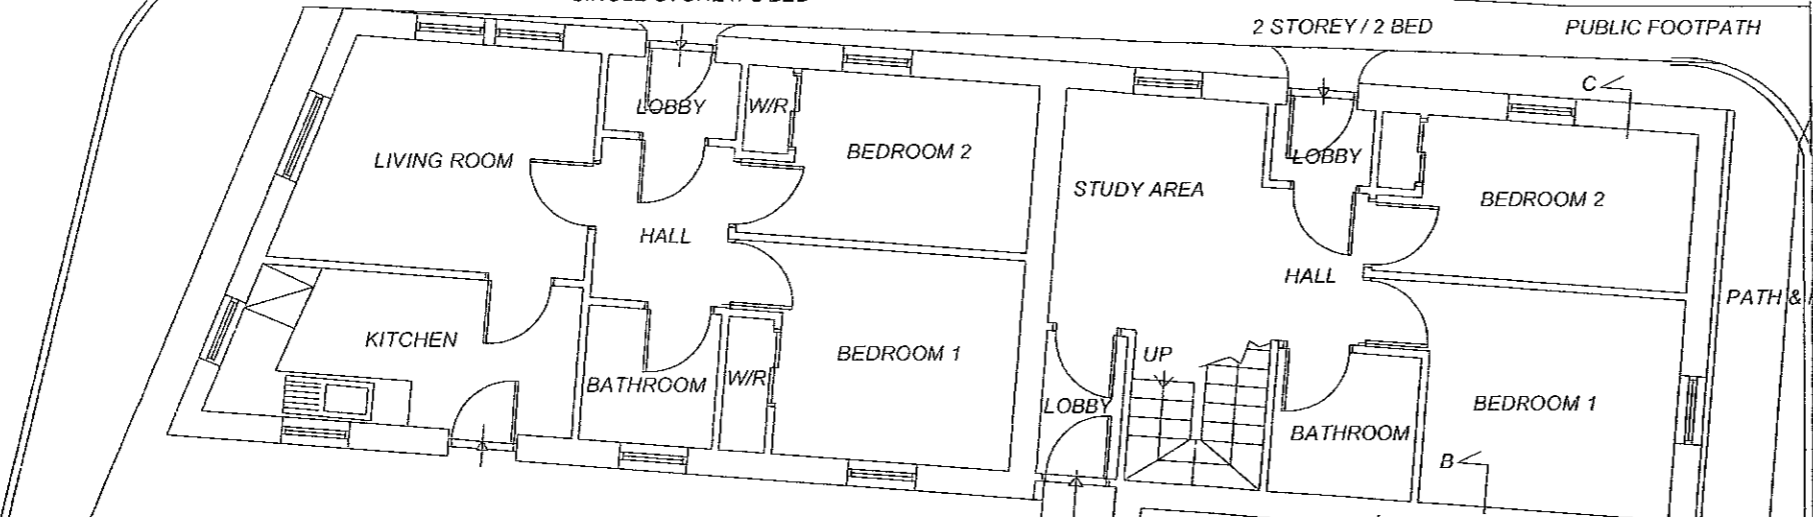 2 STOREY / 2 BED
PUBLIC FOOTPATH
C
LOBBY
W/R
LIVING ROOM
BEDROOM 2
LOBBY
STUDY AREA
BEDROOM 2
HALL
HALL
PATH &
KITCHEN
BEDROOM 1
UP
BATHROOM
W/R
LOBBY
BEDROOM 1
BATHROOM
B